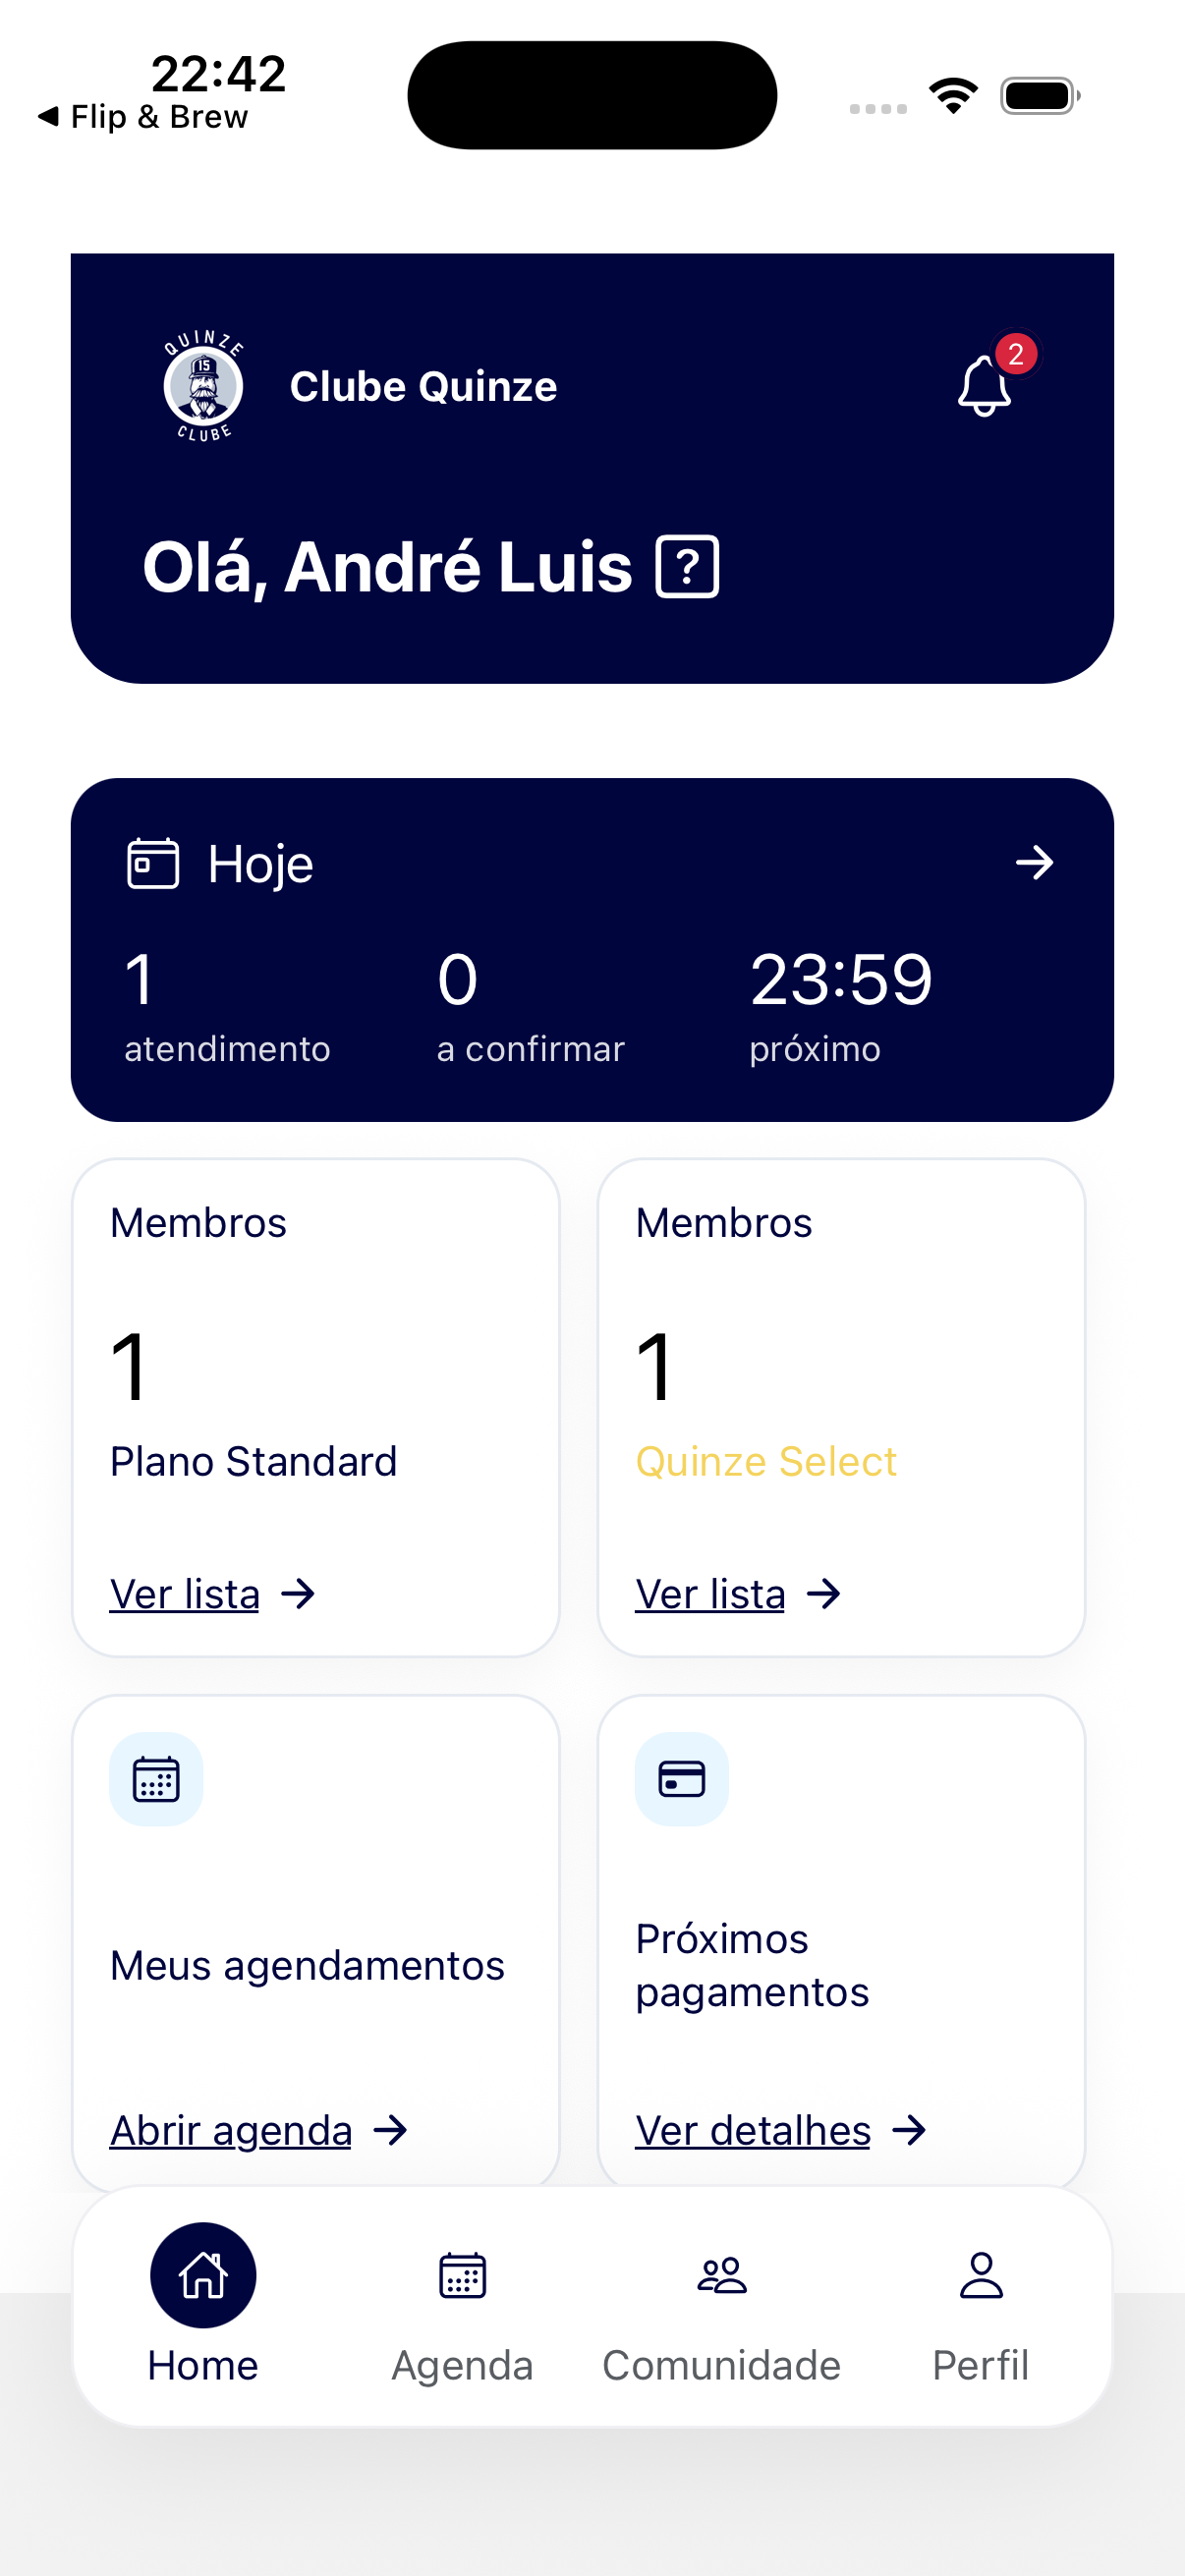 22:42
◀ Flip & Brew
QUINZE
15
CLUBE
Clube Quinze
2
Olá, André Luis ?
Hoje
1
atendimento
0
a confirmar
23:59
próximo
Membros
1
Plano Standard
Ver lista →
Membros
1
Quinze Select
Ver lista →
Meus agendamentos
Abrir agenda →
Próximos
pagamentos
Ver detalhes →
Home
Agenda
Comunidade
Perfil